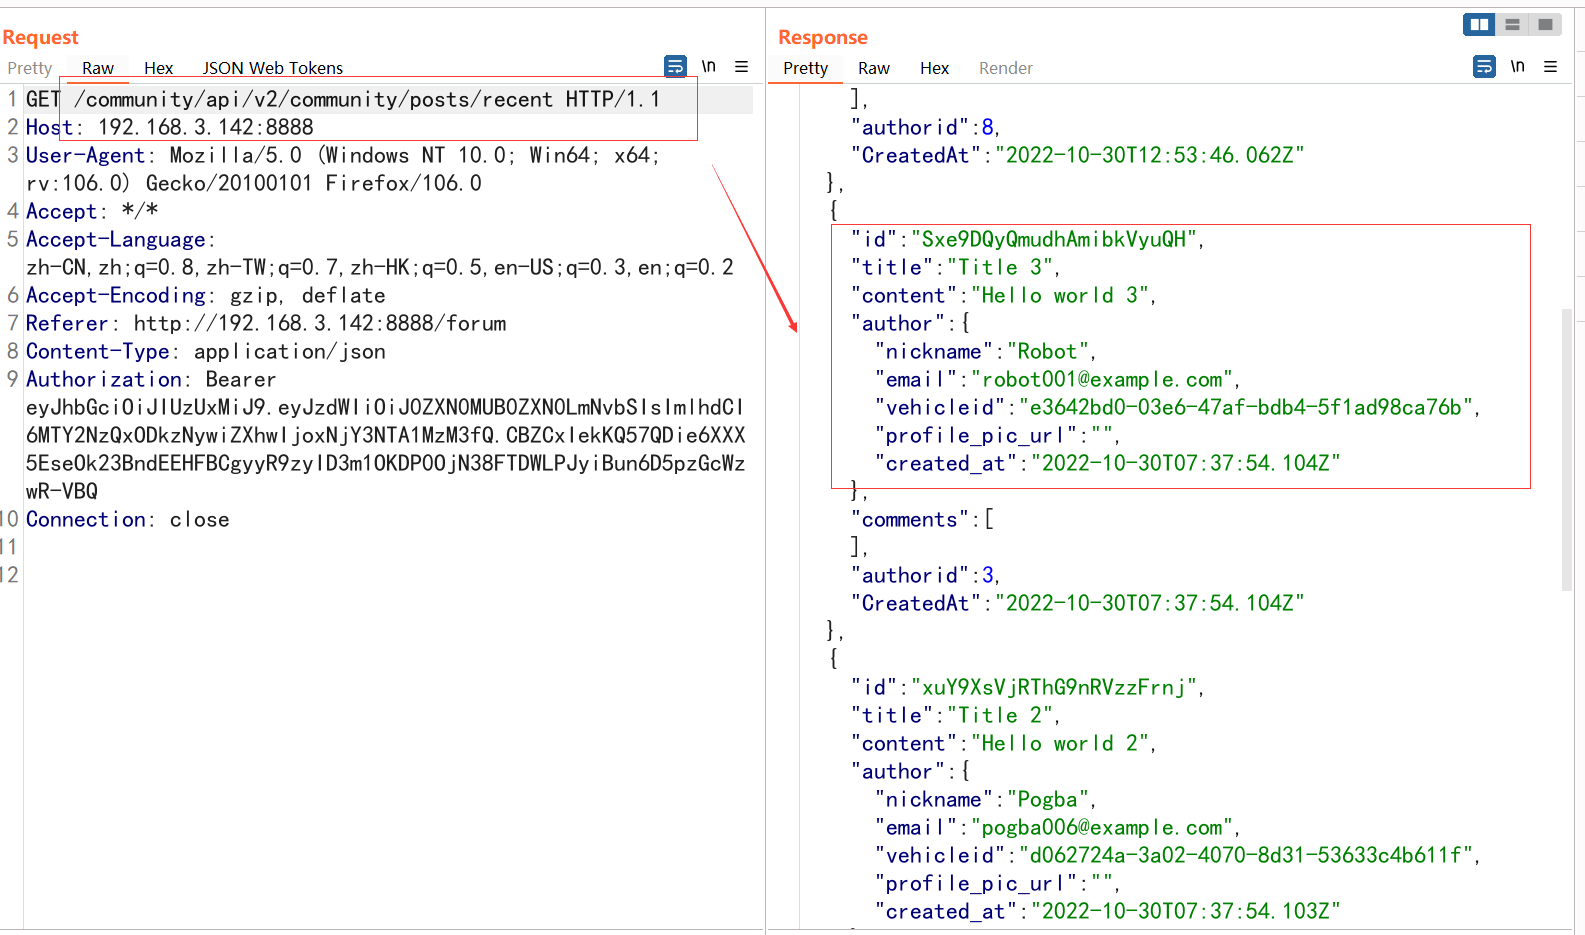 Request
Pretty Raw Hex JSON Web Tokens \n
1 GET /community/api/v2/community/posts/recent HTTP/1.1
2 Host: 192.168.3.142:8888
3 User-Agent: Mozilla/5.0 (Windows NT 10.0; Win64; x64;
rv:106.0) Gecko/20100101 Firefox/106.0
4 Accept: */*
5 Accept-Language:
zh-CN,zh;q=0.8,zh-TW;q=0.7,zh-HK;q=0.5,en-US;q=0.3,en;q=0.2
6 Accept-Encoding: gzip, deflate
7 Referer: http://192.168.3.142:8888/forum
8 Content-Type: application/json
9 Authorization: Bearer
eyJhbGciOiJIUzUxMiJ9.eyJzdWIiOiJ0ZXN0MUB0ZXN0LmNvbSIsImlhdCI
6MTY2NzQxODkzNywiZXhwIjoxNjY3NTA1MzM3fQ.CBZCxIekKQ57QDie6XXX
5EseOk23BndEEHFBCgyyR9zyID3m1OKDPOOjN38FTDWLPJyiBun6D5pzGcWz
wR-VBQ
10 Connection: close
11
12
Response
Pretty Raw Hex Render \n
],
"authorid":8,
"CreatedAt":"2022-10-30T12:53:46.062Z"
},
{
"id":"Sxe9DQyQmudhAmibkVyuQH",
"title":"Title 3",
"content":"Hello world 3",
"author":{
"nickname":"Robot",
"email":"robot001@example.com",
"vehicleid":"e3642bd0-03e6-47af-bdb4-5f1ad98ca76b",
"profile_pic_url":"",
"created_at":"2022-10-30T07:37:54.104Z"
},
"comments":[
],
"authorid":3,
"CreatedAt":"2022-10-30T07:37:54.104Z"
},
{
"id":"xuY9XsVjRThG9nRVzzFrnj",
"title":"Title 2",
"content":"Hello world 2",
"author":{
"nickname":"Pogba",
"email":"pogba006@example.com",
"vehicleid":"d062724a-3a02-4070-8d31-53633c4b611f",
"profile_pic_url":"",
"created_at":"2022-10-30T07:37:54.103Z"